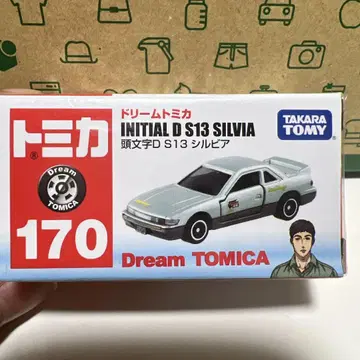 トミカ
®
Dream
TOMICA
170
ドリームトミカ
INITIAL D S13 SILVIA
頭文字D S13 シルビア
TAKARA
TOMY
Dream TOMICA